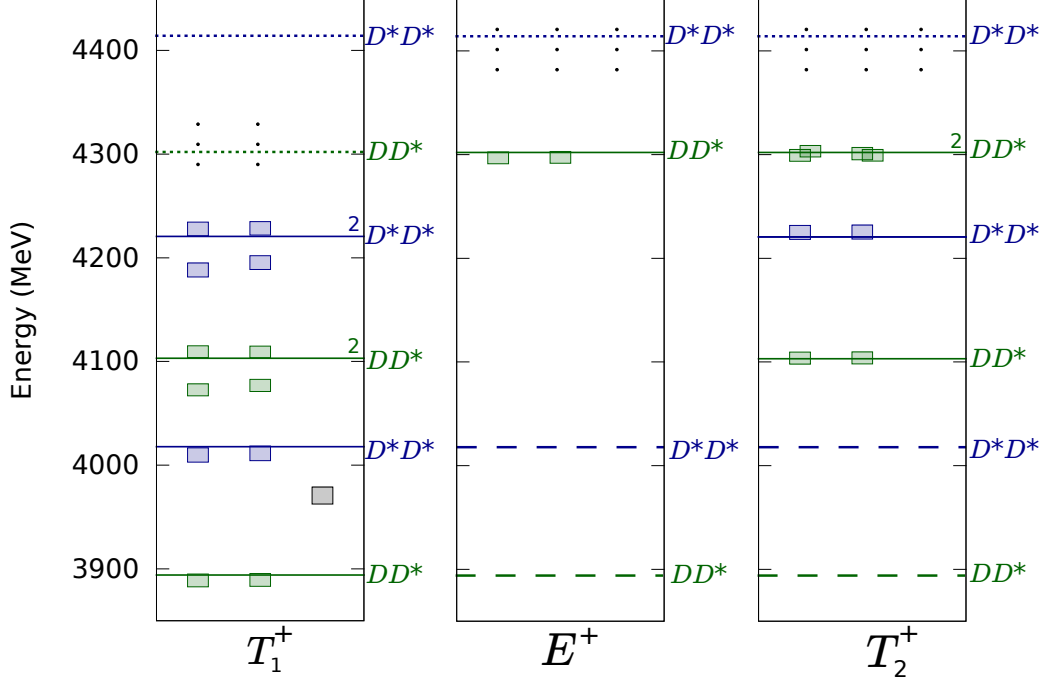 Energy (MeV)
4400
4300
4200
4100
4000
3900
D*D*
DD*
2
D*D*
2
DD*
D*D*
DD*
T₁⁺
D*D*
DD*
D*D*
DD*
E⁺
D*D*
2
DD*
D*D*
DD*
D*D*
DD*
T₂⁺